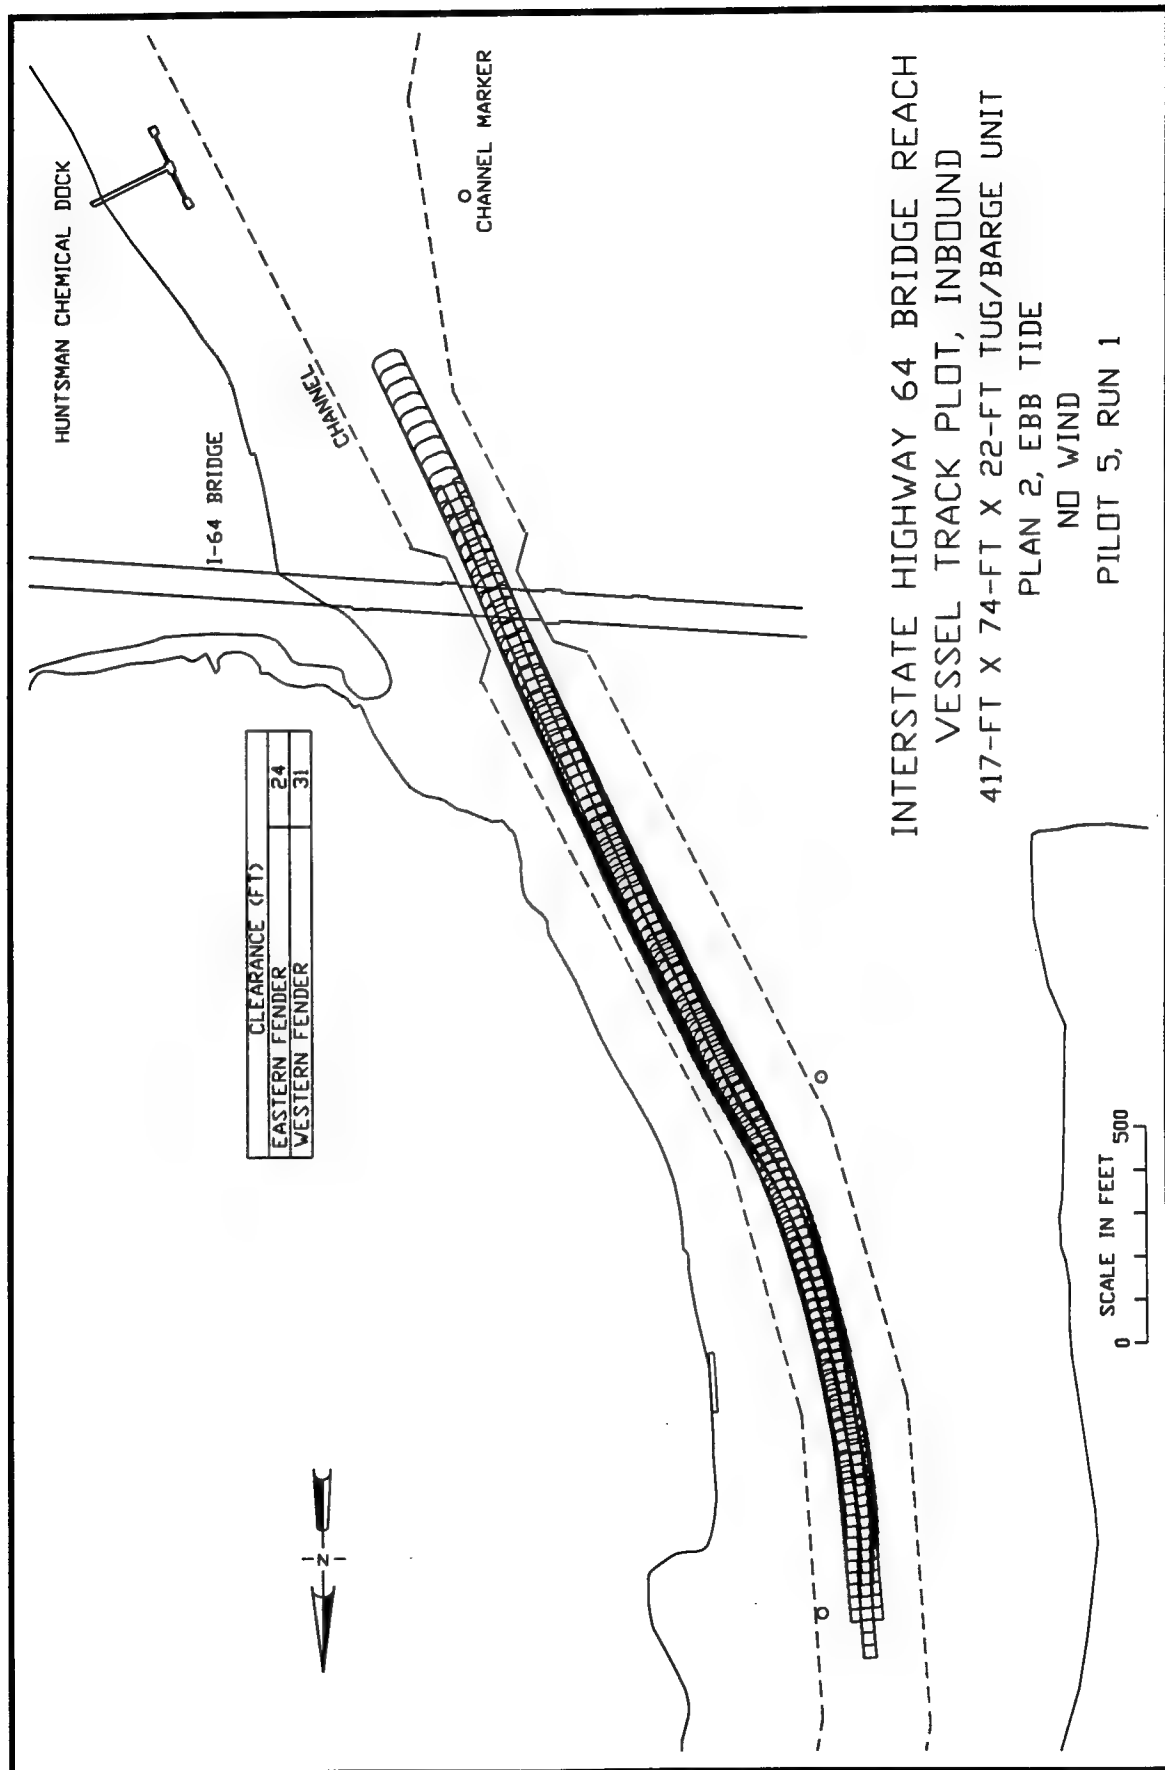 HUNTSMAN CHEMICAL DOCK
I-64 BRIDGE
CHANNEL
CHANNEL MARKER
CLEARANCE (FT)
EASTERN FENDER 24
WESTERN FENDER 31
-N-
INTERSTATE HIGHWAY 64 BRIDGE REACH
VESSEL TRACK PLOT, INBOUND
417-FT X 74-FT X 22-FT TUG/BARGE UNIT
PLAN 2, EBB TIDE
NO WIND
PILOT 5, RUN 1
SCALE IN FEET
0 500